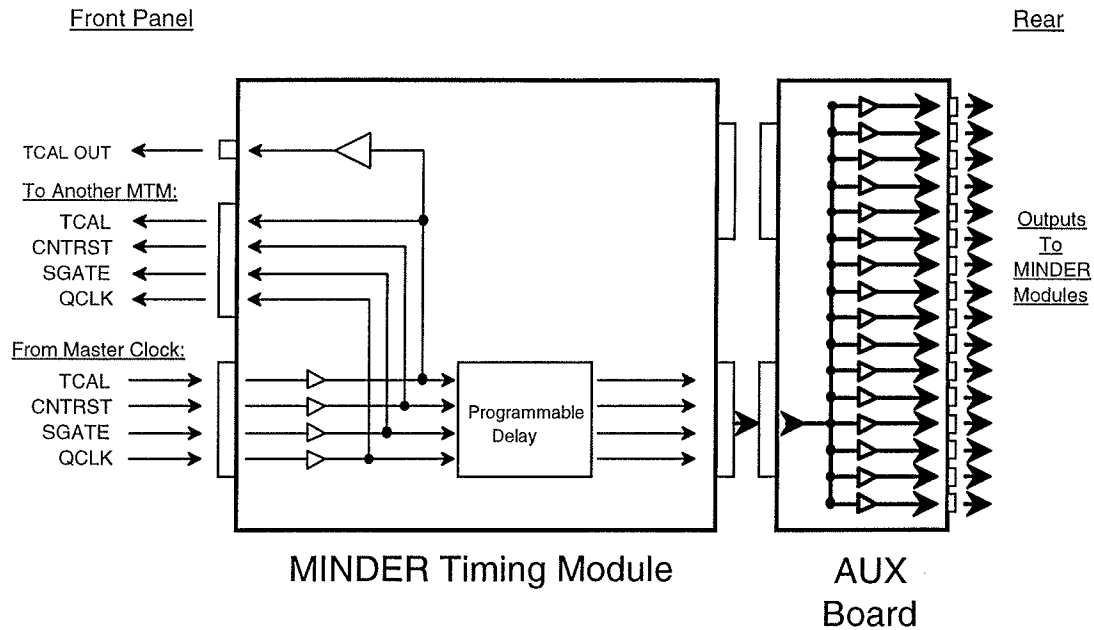 Front Panel
Rear
TCAL OUT
To Another MTM:
TCAL
CNTRST
SGATE
QCLK
From Master Clock:
TCAL
CNTRST
SGATE
QCLK
Programmable
Delay
Outputs
To
MINDER
Modules
MINDER Timing Module
AUX
Board